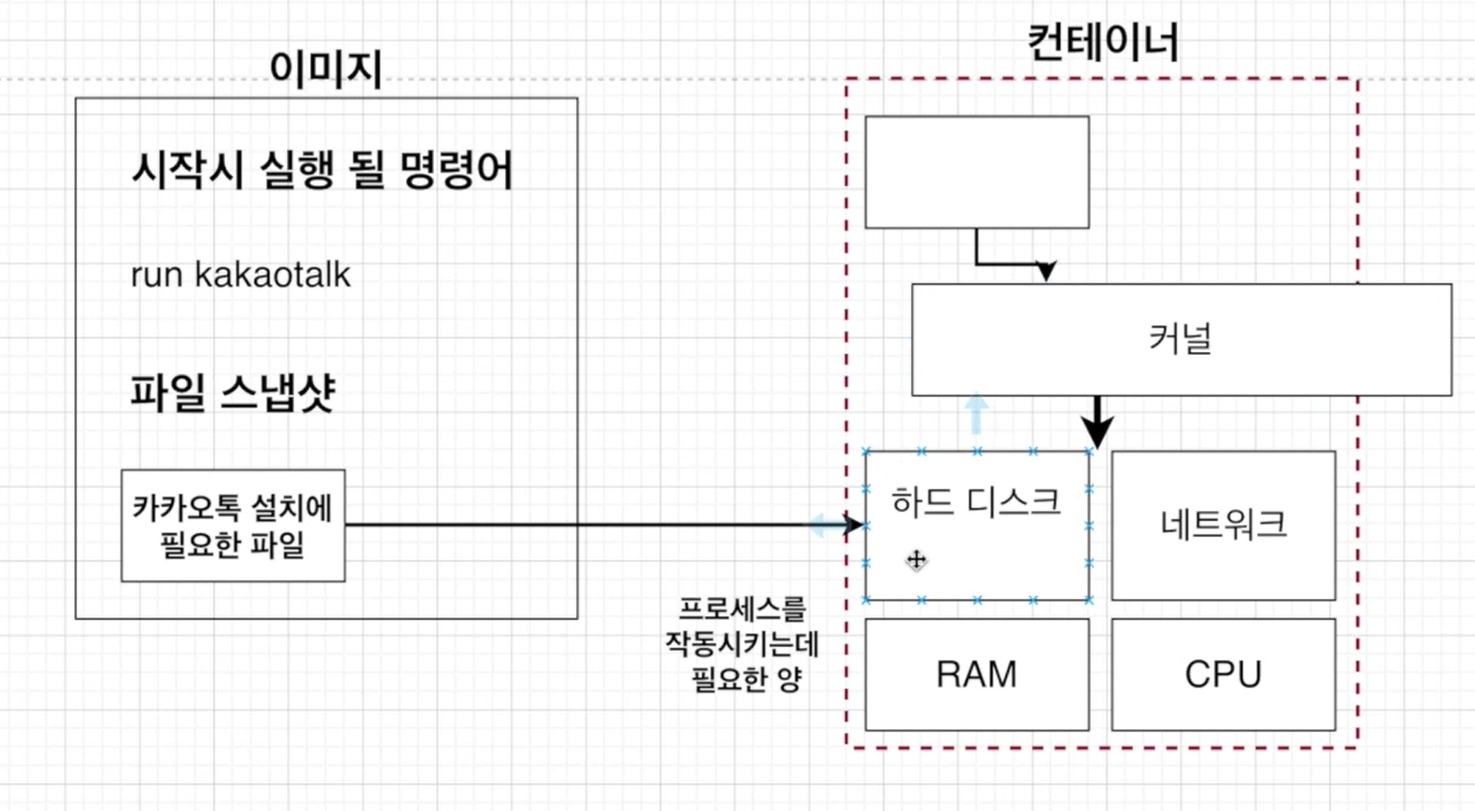 이미지
시작시 실행 될 명령어
run kakaotalk
파일 스냅샷
카카오톡 설치에
필요한 파일
프로세스를
작동시키는데
필요한 양
컨테이너
커널
하드 디스크
네트워크
RAM
CPU